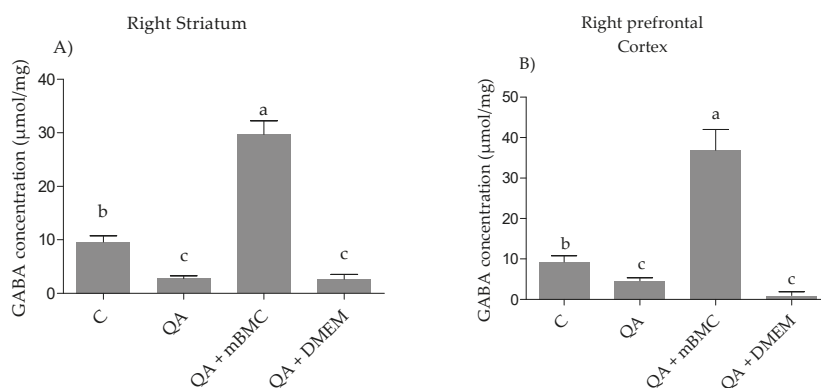 Right Striatum
A)
GABA concentration (μmol/mg)
40
30
20
10
0
b
c
a
c
C
QA
QA + mBMC
QA + DMEM
Right prefrontal
Cortex
B)
GABA concentration (μmol/mg)
50
40
30
20
10
0
b
c
a
c
C
QA
QA + mBMC
QA + DMEM